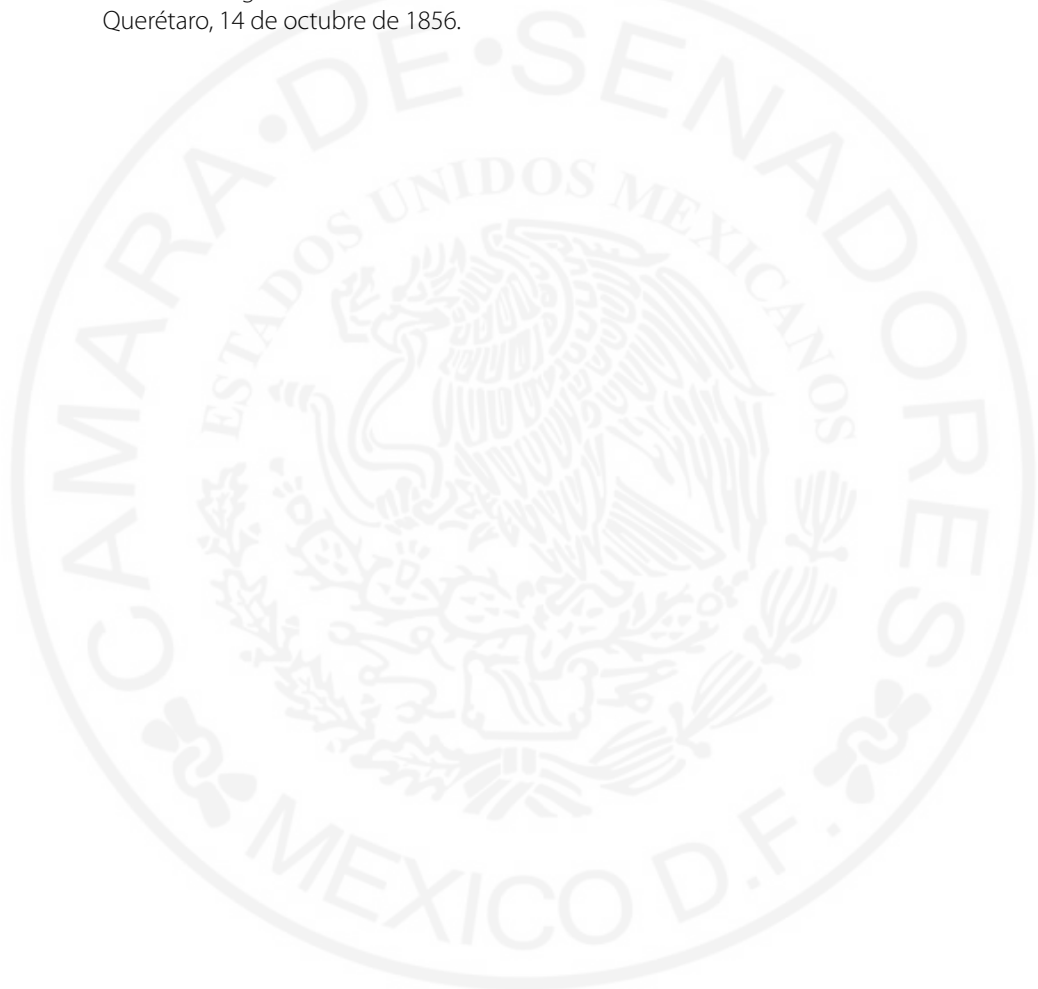 Querétaro, 14 de octubre de 1856.
CAMARA•DE•SENADORES
ESTADOS UNIDOS MEXICANOS
MEXICO D.F.